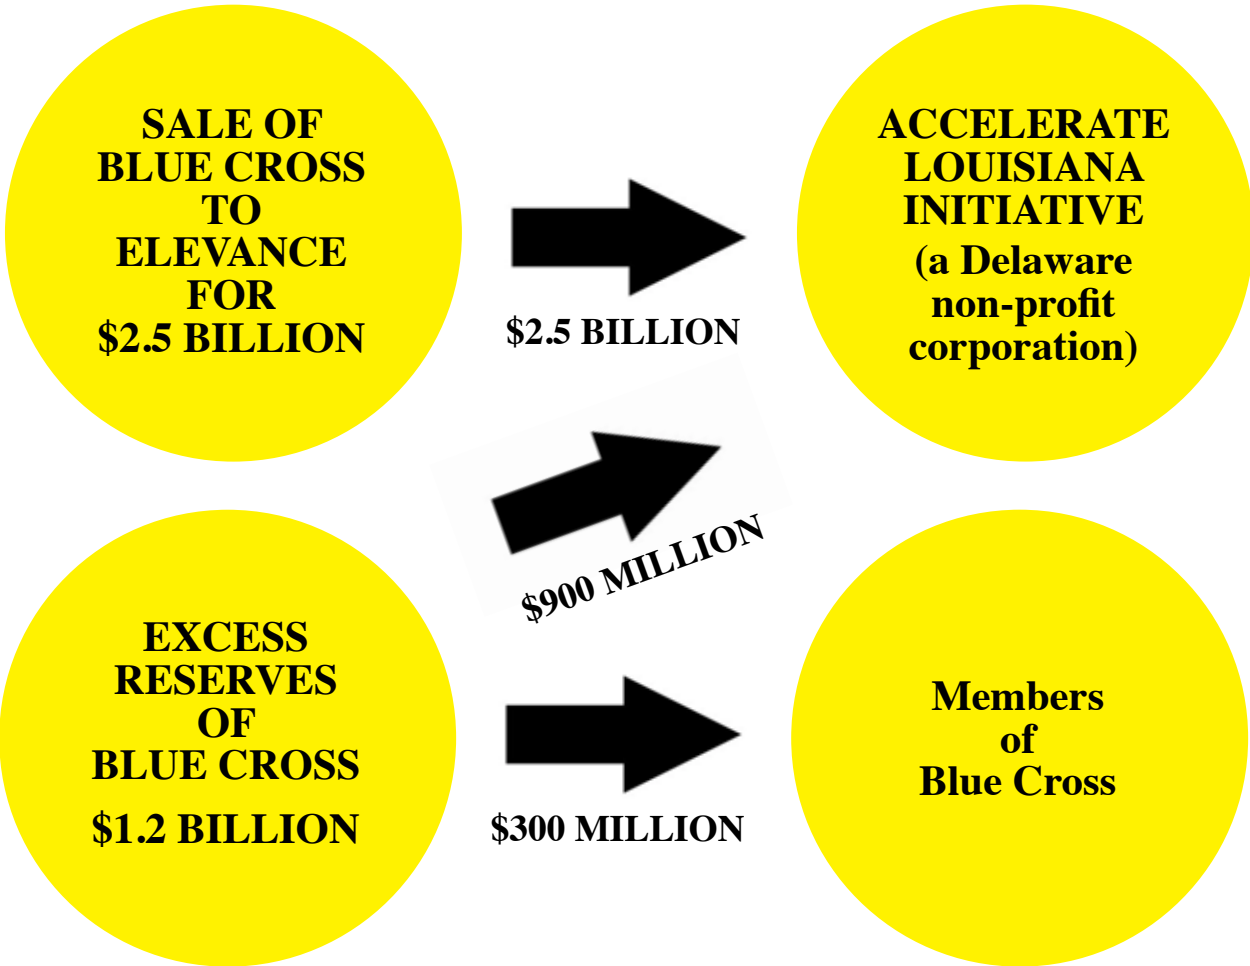 SALE OF
BLUE CROSS
TO
ELEVANCE
FOR
$2.5 BILLION
$2.5 BILLION
ACCELERATE
LOUISIANA
INITIATIVE
(a Delaware
non-profit
corporation)
$900 MILLION
EXCESS
RESERVES
OF
BLUE CROSS
$1.2 BILLION
$300 MILLION
Members
of
Blue Cross